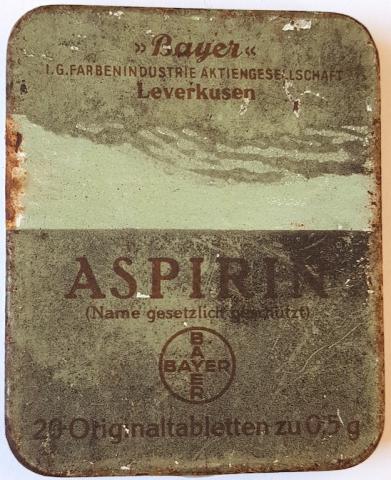 »Bayer«
I.G. FARBENINDUSTRIE AKTIENGESELLSCHAFT
Leverkusen
ASPIRIN
(Name gesetzlich geschützt)
BAYER
BAYER
20 Originaltabletten zu 0,5 g